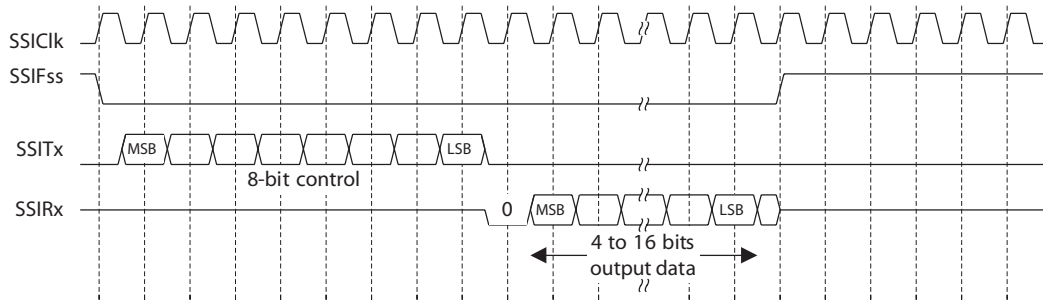 SSIClk
SSIFss
SSITx
MSB
LSB
8-bit control
SSIRx
0
MSB
LSB
4 to 16 bits
output data